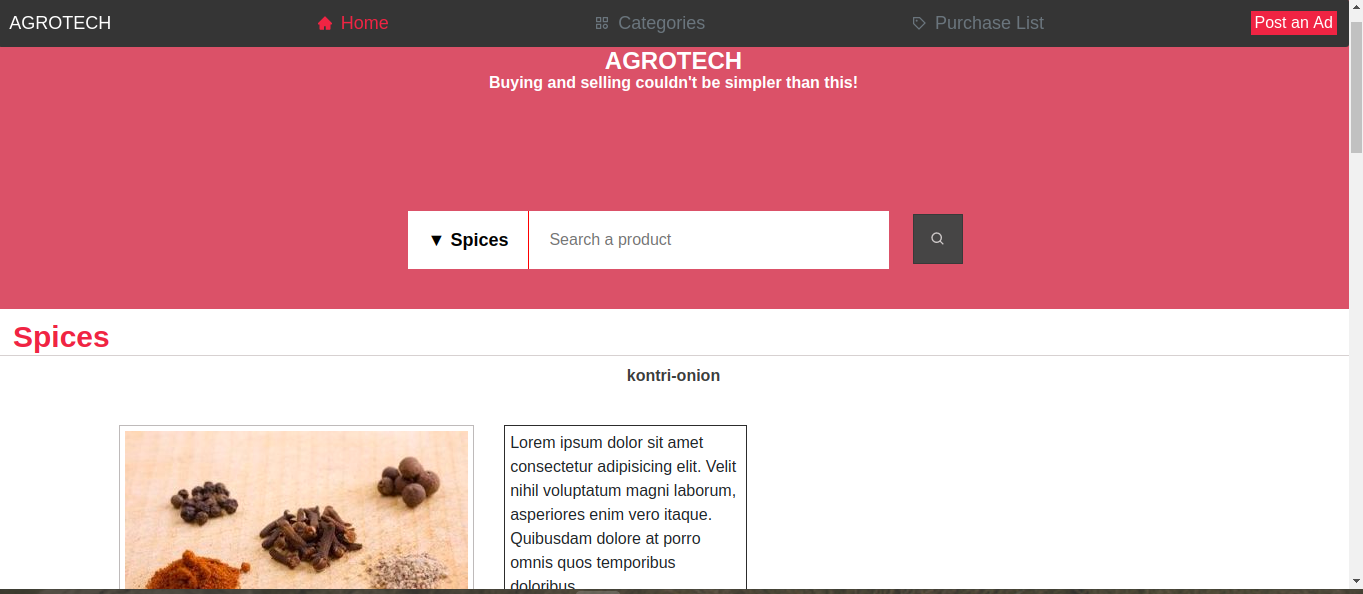 AGROTECH
Home
Categories
Purchase List
Post an Ad
AGROTECH
Buying and selling couldn't be simpler than this!
▼ Spices
Search a product
Spices
kontri-onion
Lorem ipsum dolor sit amet
consectetur adipisicing elit. Velit
nihil voluptatum magni laborum,
asperiores enim vero itaque.
Quibusdam dolore at porro
omnis quos temporibus
doloribus